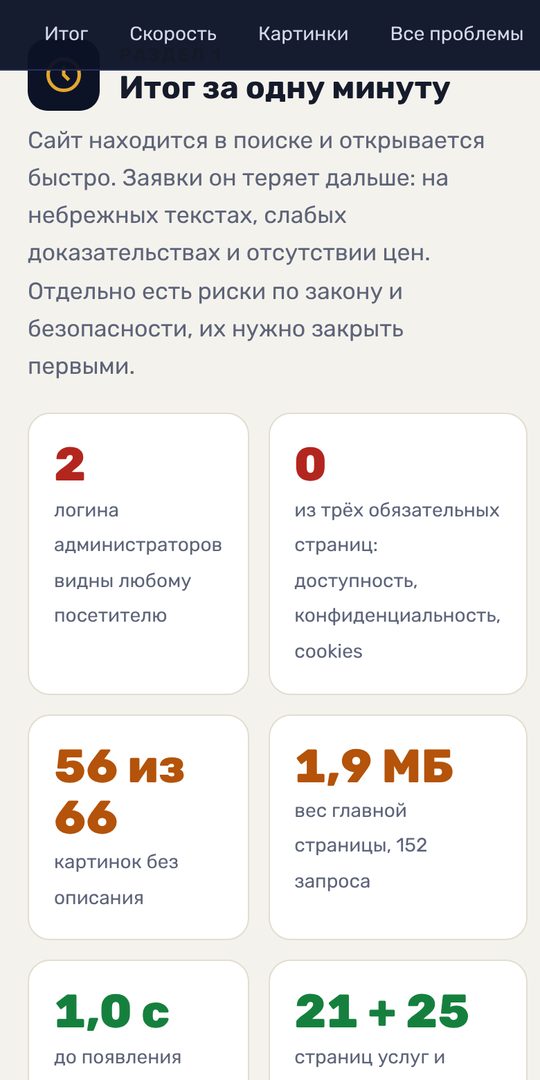 Итог Скорость Картинки Все проблемы
РАЗДЕЛ 1
Итог за одну минуту
Сайт находится в поиске и открывается
быстро. Заявки он теряет дальше: на
небрежных текстах, слабых
доказательствах и отсутствии цен.
Отдельно есть риски по закону и
безопасности, их нужно закрыть
первыми.
2
логина
администраторов
видны любому
посетителю
0
из трёх обязательных
страниц:
доступность,
конфиденциальность,
cookies
56 из
66
картинок без
описания
1,9 МБ
вес главной
страницы, 152
запроса
1,0 с
до появления
21 + 25
страниц услуг и